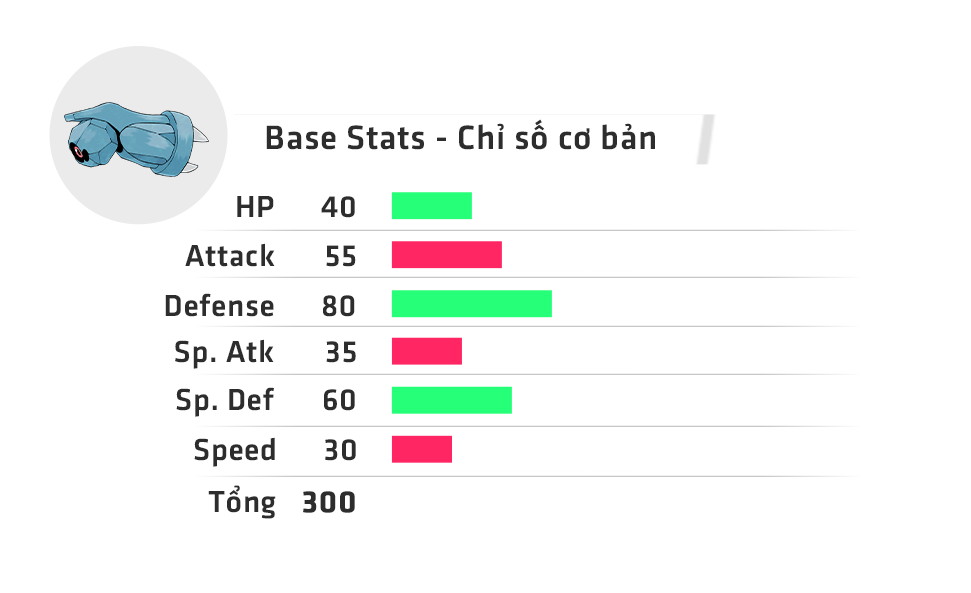 Base Stats - Chỉ số cơ bản
HP 40
Attack 55
Defense 80
Sp. Atk 35
Sp. Def 60
Speed 30
Tổng 300